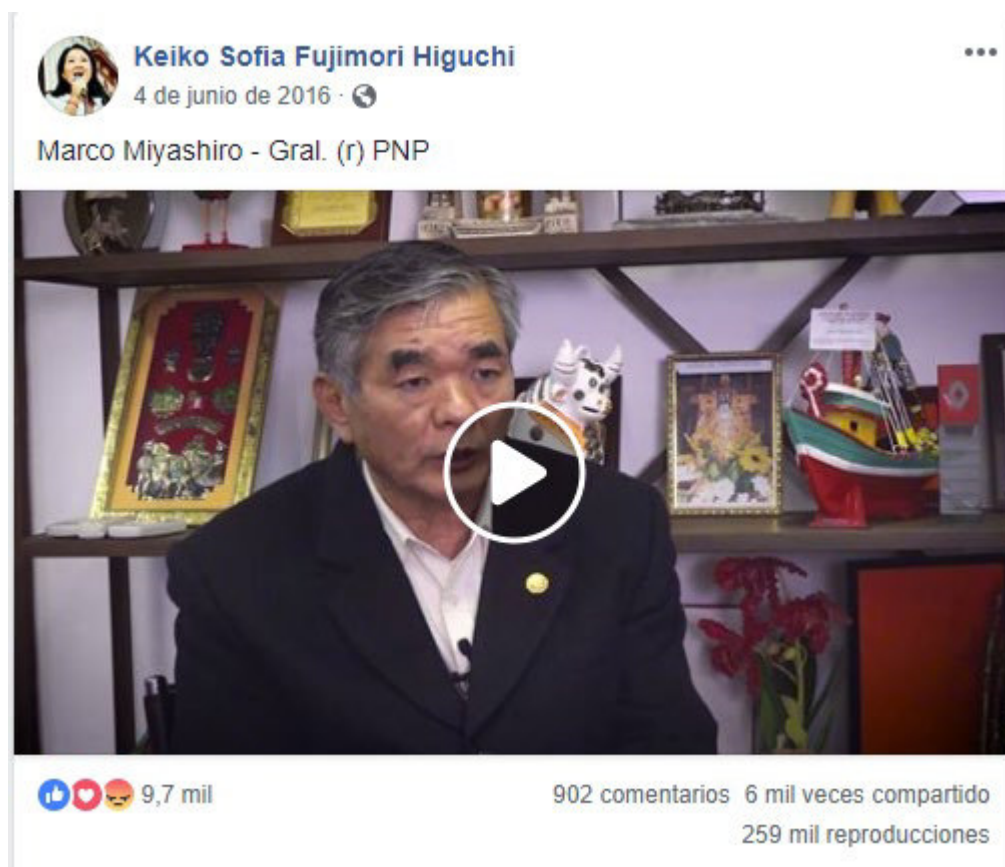 Keiko Sofia Fujimori Higuchi
4 de junio de 2016 ·
Marco Miyashiro - Gral. (r) PNP
9,7 mil
902 comentarios 6 mil veces compartido
259 mil reproducciones